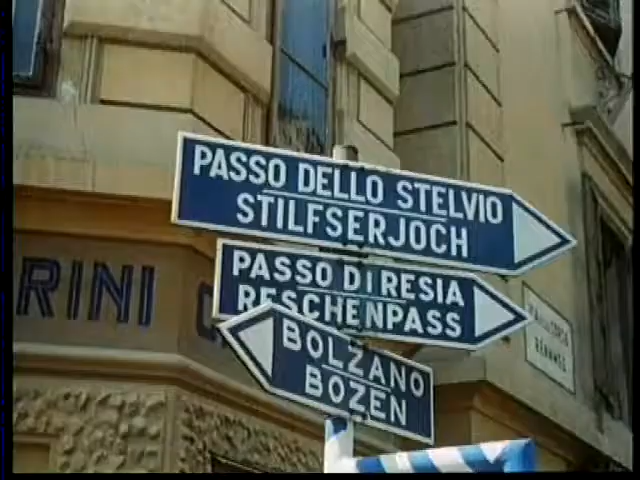 PASSO DELLO STELVIO
STILFSERJOCH
PASSO DI RESIA
RESCHENPASS
BOLZANO
BOZEN
RINI